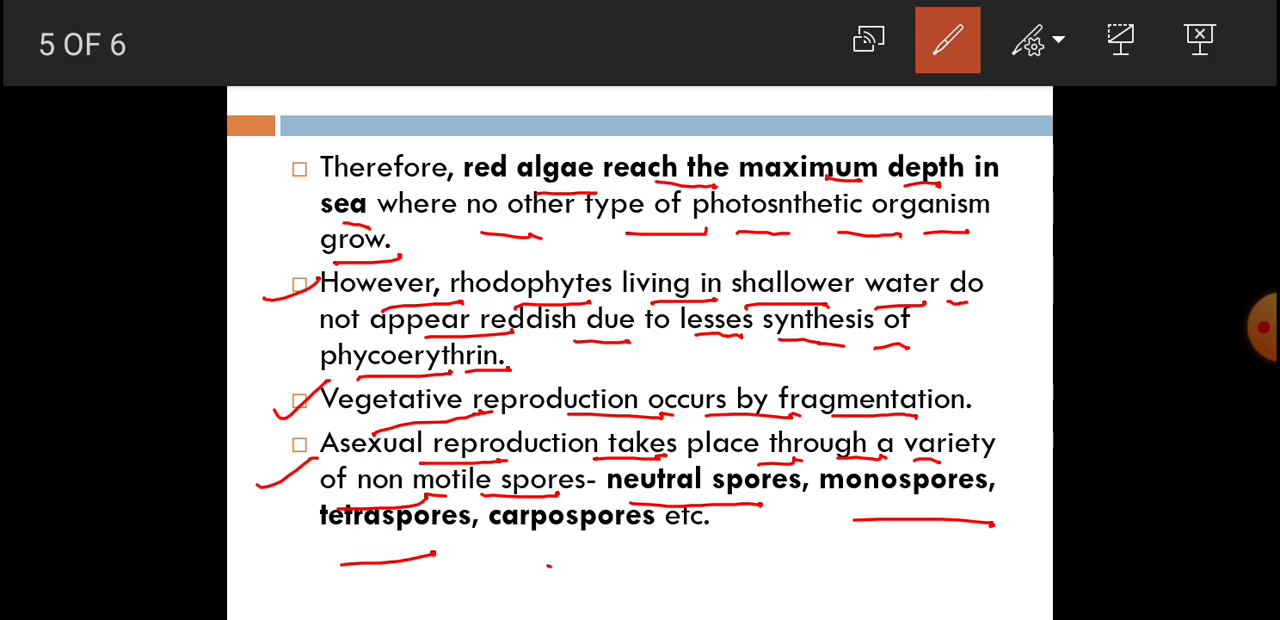 5 OF 6
Therefore, red algae reach the maximum depth in
sea where no other type of photosnthetic organism
grow.
However, rhodophytes living in shallower water do
not appear reddish due to lesses synthesis of
phycoerythrin.
Vegetative reproduction occurs by fragmentation.
Asexual reproduction takes place through a variety
of non motile spores- neutral spores, monospores,
tetraspores, carpospores etc.